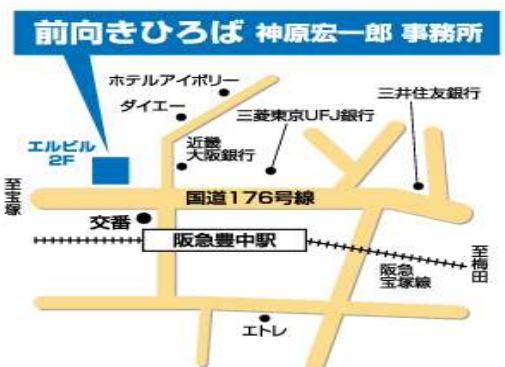 前向きひろば 神原宏一郎 事務所
ホテルアイボリー
ダイエー
三菱東京UFJ銀行
三井住友銀行
エルビル
2F
近畿
大阪銀行
至宝塚
国道176号線
交番
阪急豊中駅
至梅田
阪急
宝塚線
エトレ